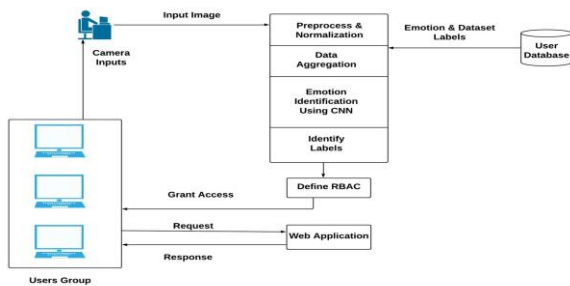 Input Image
Camera
Inputs
Preprocess &
Normalization
Data
Aggregation
Emotion
Identification
Using CNN
Identify
Labels
Emotion & Dataset
Labels
User
Database
Define RBAC
Grant Access
Request
Web Application
Response
Users Group